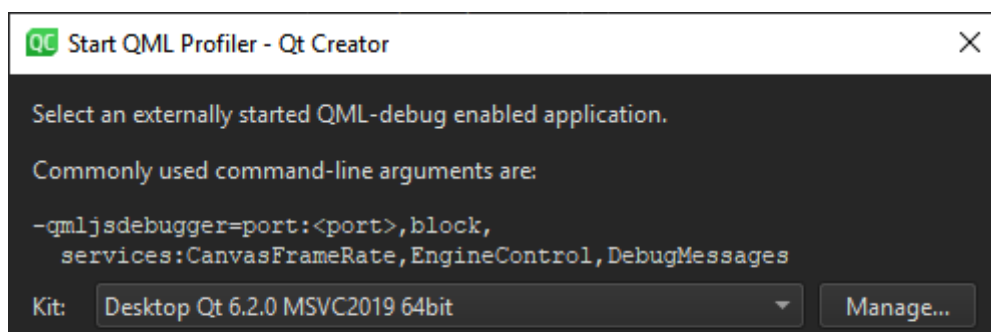 QC Start QML Profiler - Qt Creator
Select an externally started QML-debug enabled application.
Commonly used command-line arguments are:
-qmljsdebugger=port:<port>,block,
services:CanvasFrameRate,EngineControl,DebugMessages
Kit: Desktop Qt 6.2.0 MSVC2019 64bit Manage...